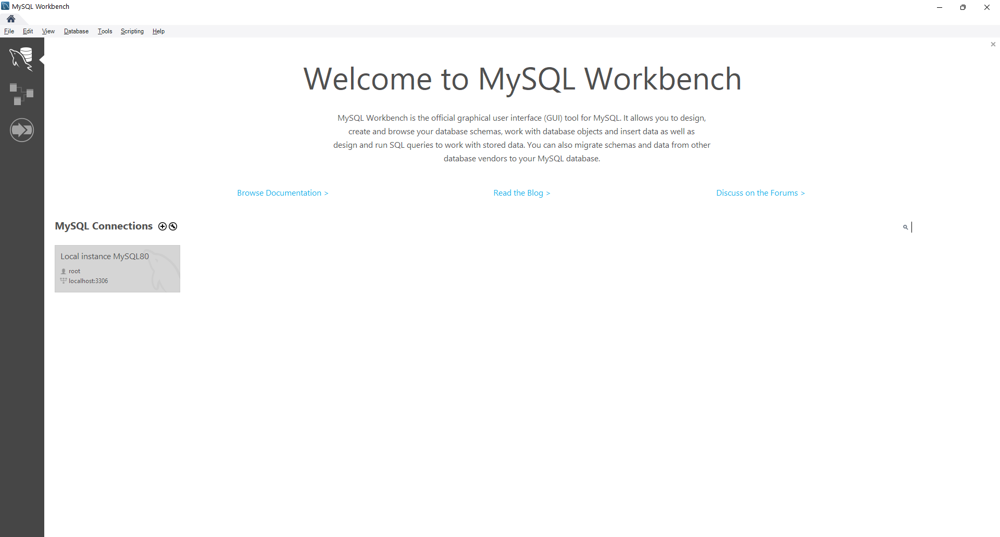 MySQL Workbench
File Edit View Database Tools Scripting Help
Welcome to MySQL Workbench
MySQL Workbench is the official graphical user interface (GUI) tool for MySQL. It allows you to design,
create and browse your database schemas, work with database objects and insert data as well as
design and run SQL queries to work with stored data. You can also migrate schemas and data from other
database vendors to your MySQL database.
Browse Documentation > Read the Blog > Discuss on the Forums >
MySQL Connections
Local instance MySQL80
root
localhost:3306